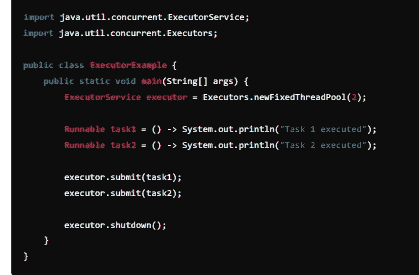 import java.util.concurrent.ExecutorService;
import java.util.concurrent.Executors;
public class ExecutorExample {
public static void main(String[] args) {
ExecutorService executor = Executors.newFixedThreadPool(2);
Runnable task1 = () -> System.out.println("Task 1 executed");
Runnable task2 = () -> System.out.println("Task 2 executed");
executor.submit(task1);
executor.submit(task2);
executor.shutdown();
}
}